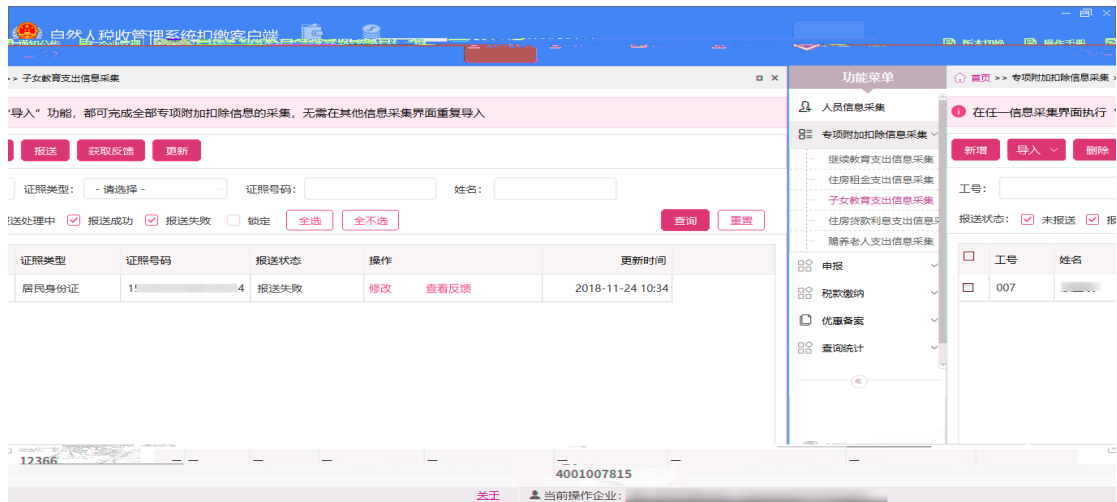 自然人税收管理系统扣缴客户端
版本切换 操作手册
>> 子女教育支出信息采集
功能菜单
首页 >> 专项附加扣除信息采集 >
"导入"功能，都可完成全部专项附加扣除信息的采集，无需在其他信息采集界面重复导入
人员信息采集
在任一信息采集界面执行
专项附加扣除信息采集
报送 获取反馈 更新
新增 导入 删除
继续教育支出信息采集
住房租金支出信息采集
证照类型： - 请选择 - 证照号码： 姓名：
子女教育支出信息采集
工号：
送处理中 报送成功 报送失败 锁定 全选 全不选 查询 重置
住房贷款利息支出信息采
报送状态： 未报送 报
赡养老人支出信息采集
证照类型 证照号码 报送状态 操作 更新时间
工号 姓名
申报
居民身份证 15 4 报送失败 修改 查看反馈 2018-11-24 10:34
007
税款缴纳
优惠备案
查询统计
12366
4001007815
关于 当前操作企业：